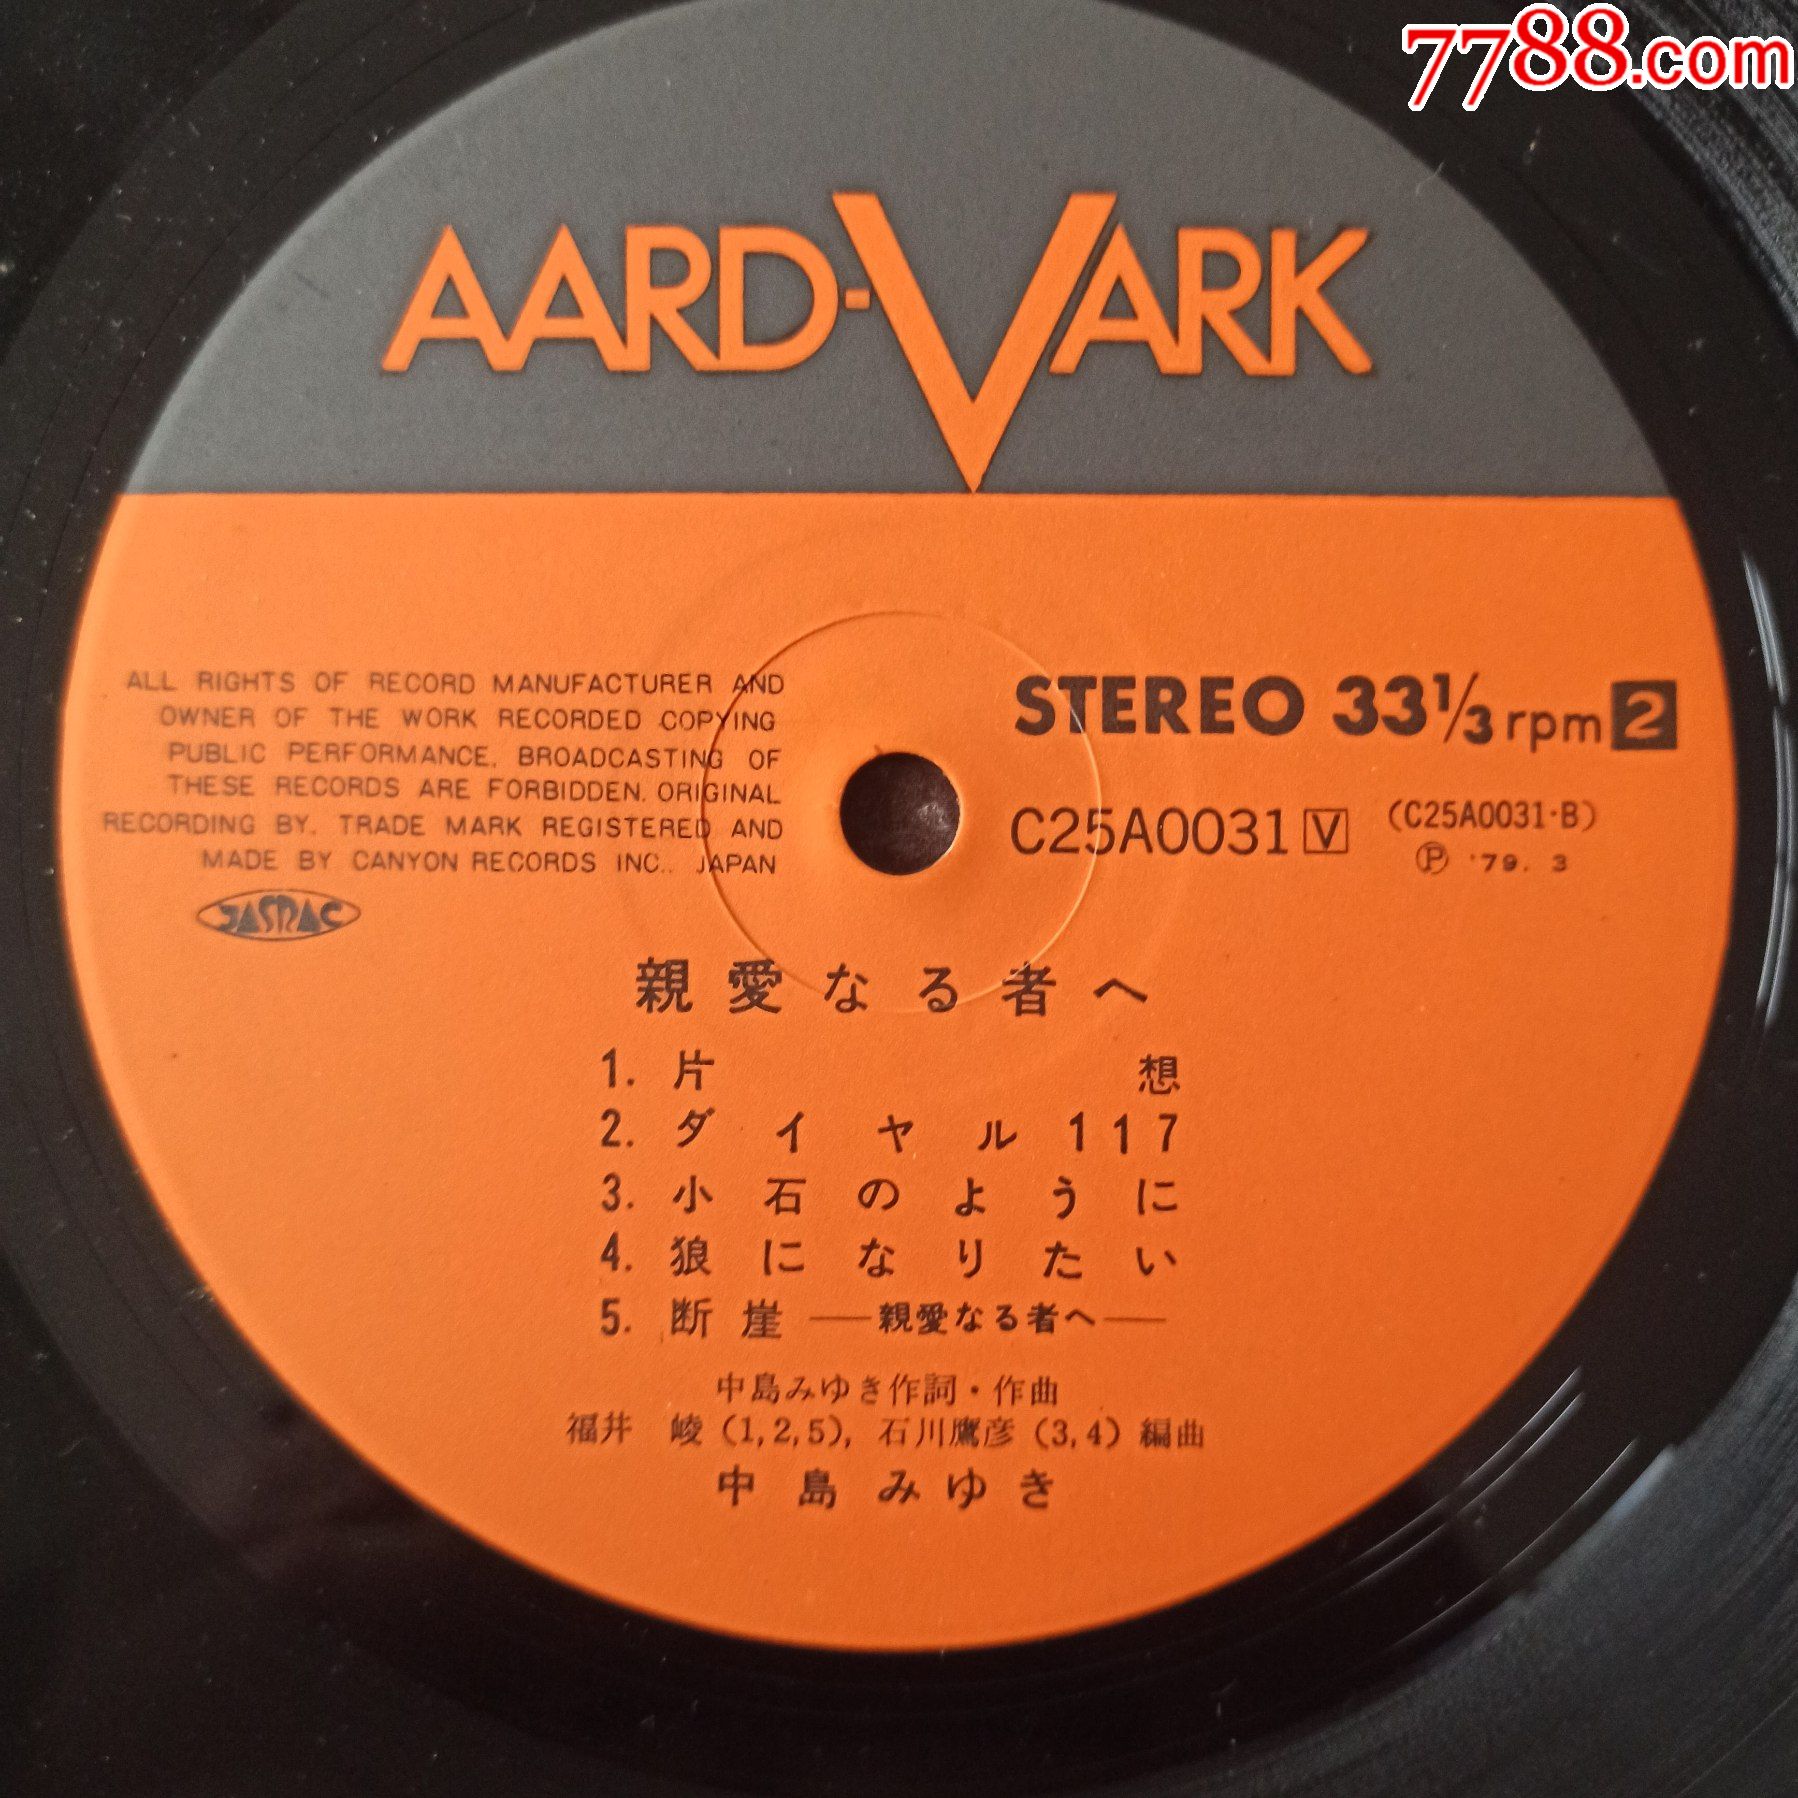 7788.com
AARD-VARK
ALL RIGHTS OF RECORD MANUFACTURER AND
OWNER OF THE WORK RECORDED COPYING
PUBLIC PERFORMANCE, BROADCASTING OF
THESE RECORDS ARE FORBIDDEN. ORIGINAL
RECORDING BY. TRADE MARK REGISTERED AND
MADE BY CANYON RECORDS INC.. JAPAN
JASRAC
STEREO 33 1/3 rpm 2
C25A0031 V (C25A0031·B)
Ⓟ '79. 3
親愛なる者へ
1. 片想
2. ダイヤル117
3. 小石のように
4. 狼になりたい
5. 断崖 ―親愛なる者へ―
中島みゆき作詞・作曲
福井 崚 (1,2,5), 石川鷹彦 (3,4) 編曲
中島みゆき